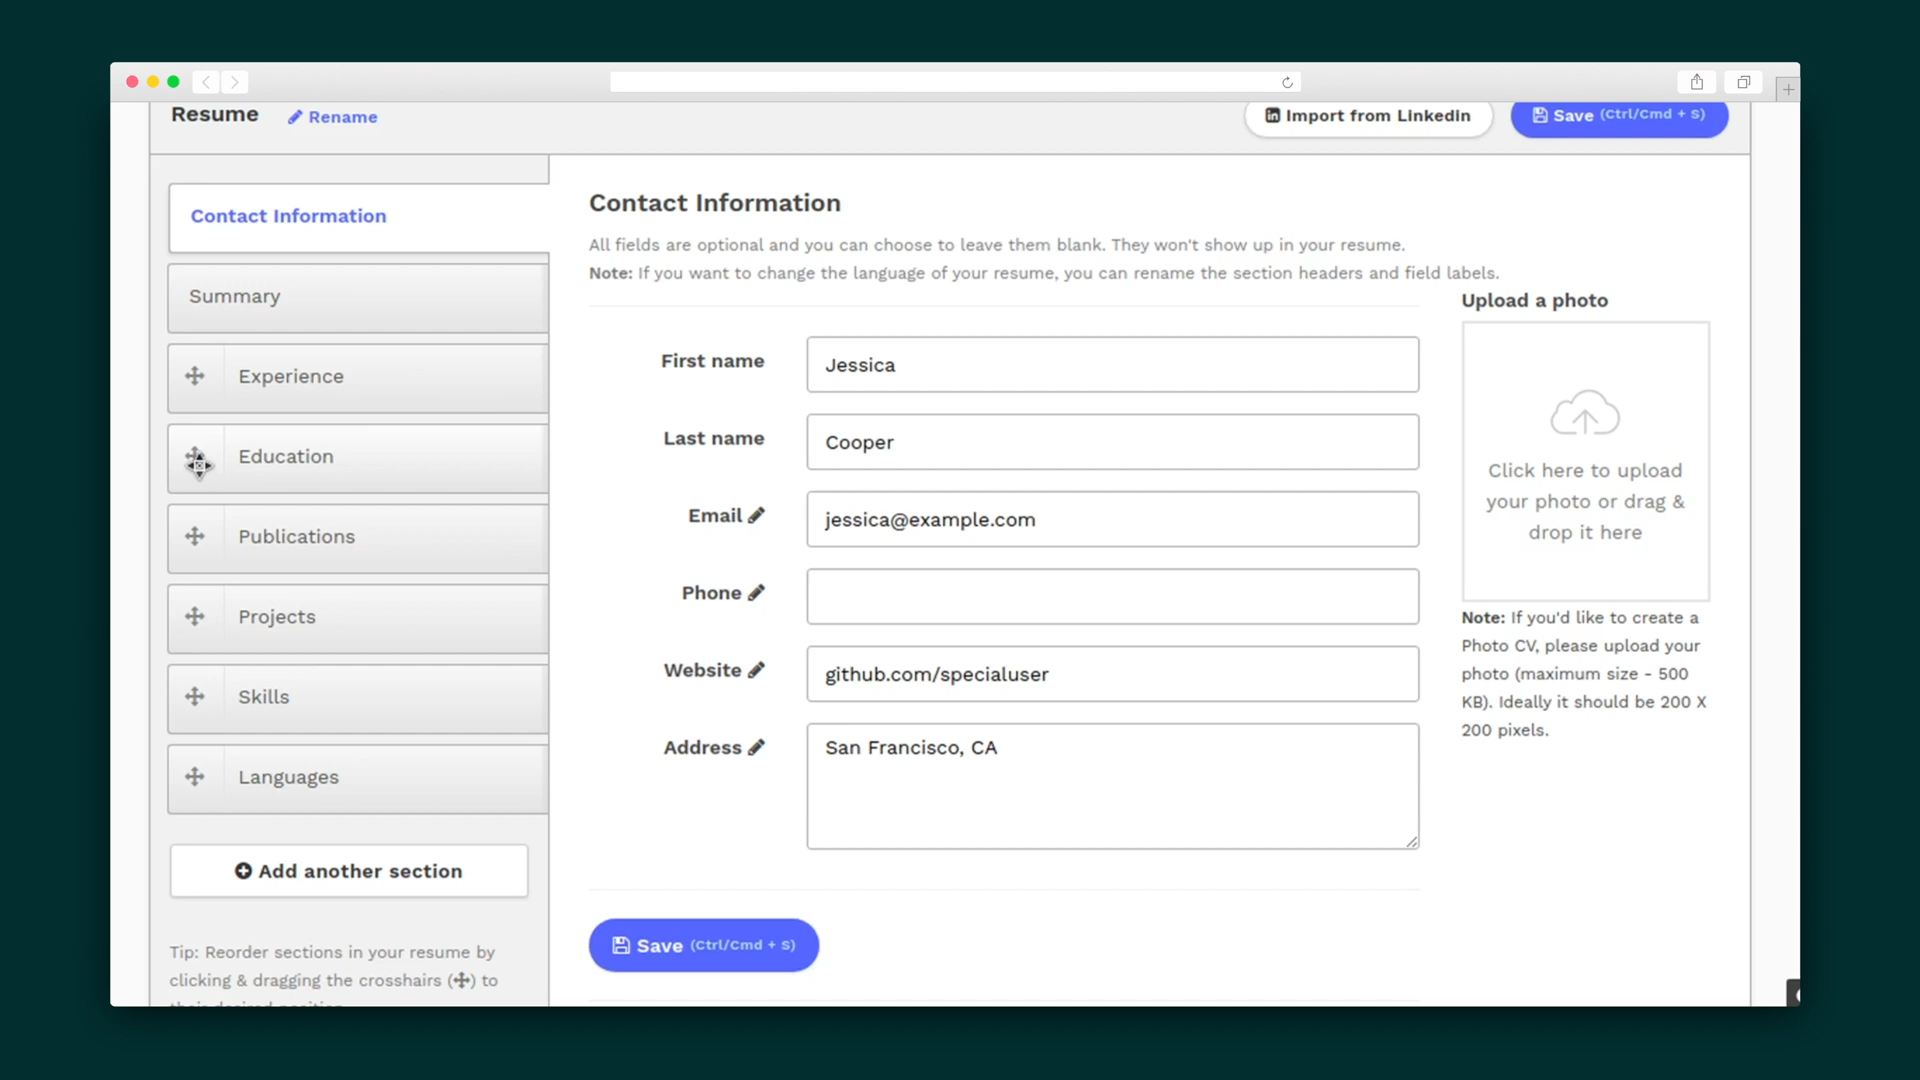 Resume
Rename
Import from LinkedIn
Save (Ctrl/Cmd + S)
Contact Information
Summary
Experience
Education
Publications
Projects
Skills
Languages
Add another section
Tip: Reorder sections in your resume by
clicking & dragging the crosshairs ( ) to
their desired position
Contact Information
All fields are optional and you can choose to leave them blank. They won't show up in your resume.
Note: If you want to change the language of your resume, you can rename the section headers and field labels.
First name
Jessica
Last name
Cooper
Email
jessica@example.com
Phone
Website
github.com/specialuser
Address
San Francisco, CA
Save (Ctrl/Cmd + S)
Upload a photo
Click here to upload
your photo or drag &
drop it here
Note: If you'd like to create a
Photo CV, please upload your
photo (maximum size - 500
KB). Ideally it should be 200 X
200 pixels.